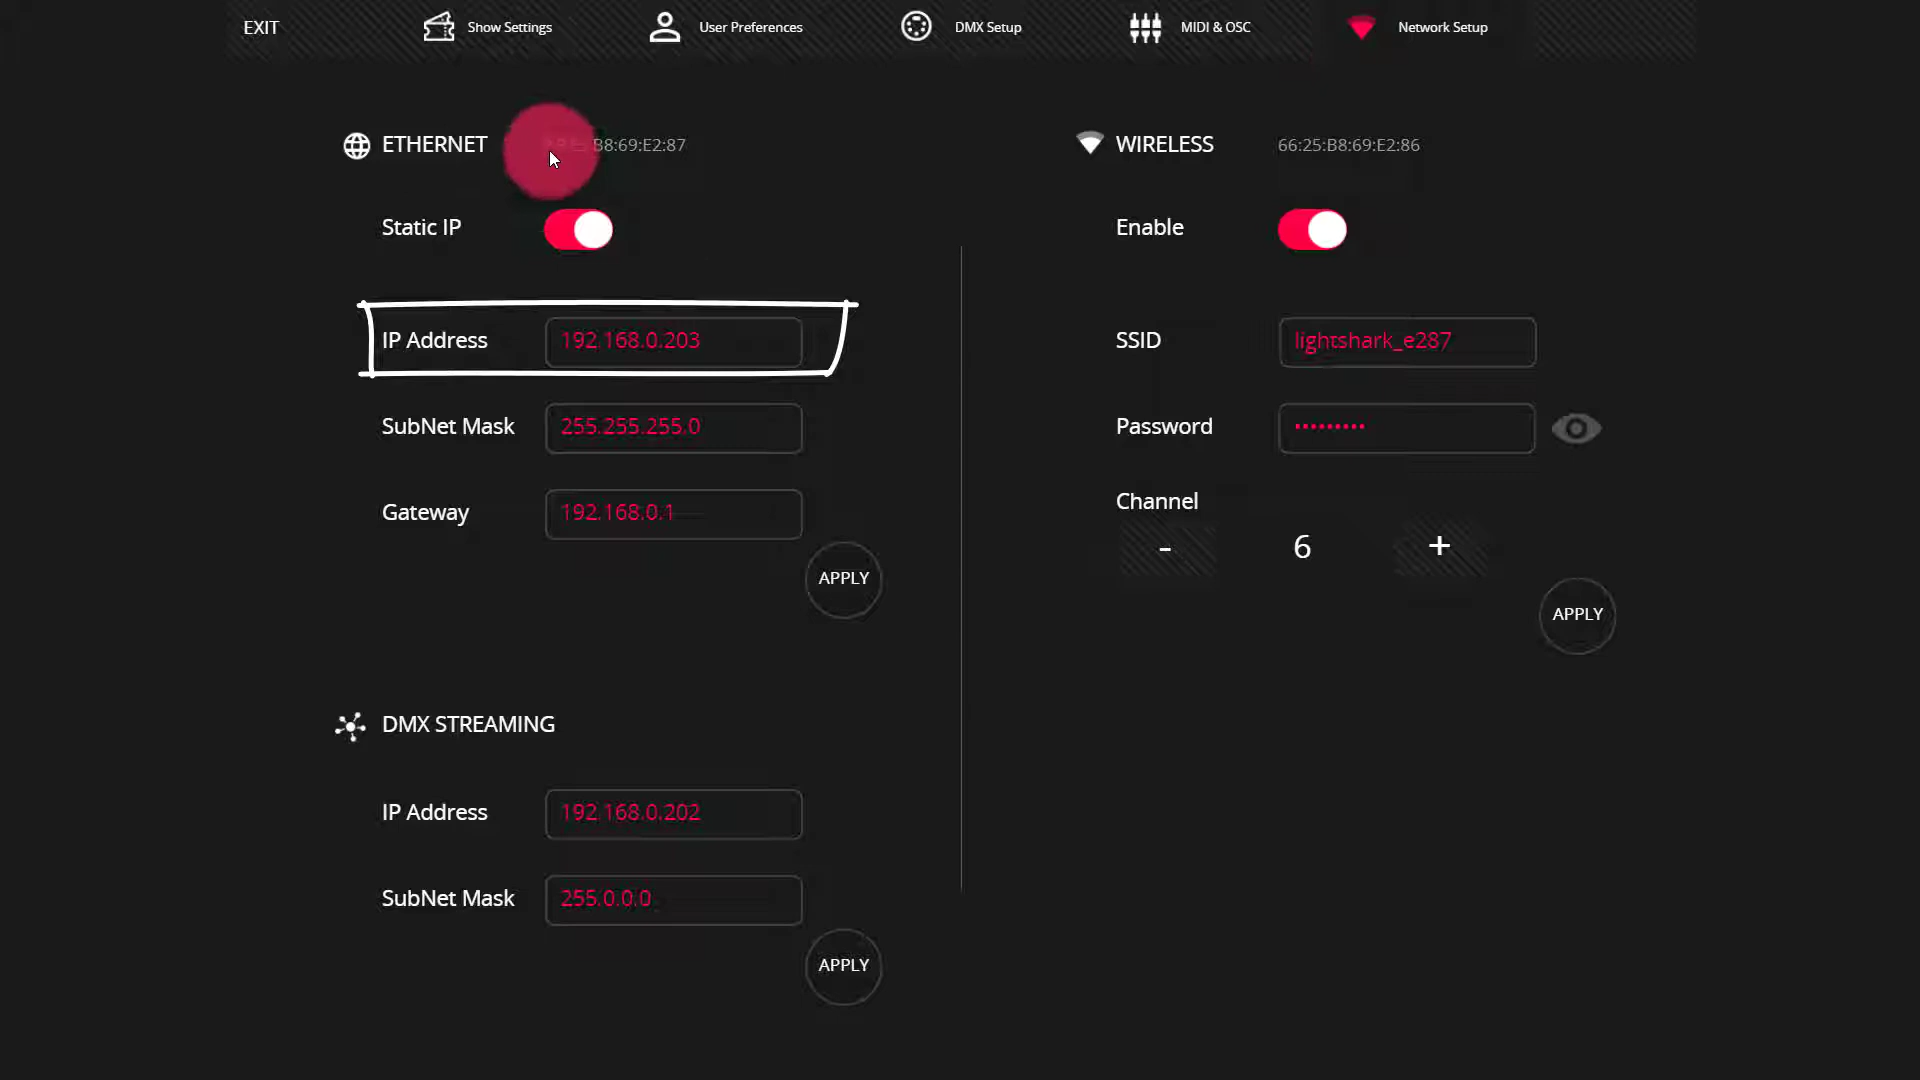 EXIT
Show Settings
User Preferences
DMX Setup
MIDI & OSC
Network Setup
ETHERNET
B8:69:E2:87
Static IP
IP Address
192.168.0.203
SubNet Mask
255.255.255.0
Gateway
192.168.0.1
APPLY
DMX STREAMING
IP Address
192.168.0.202
SubNet Mask
255.0.0.0
APPLY
WIRELESS
66:25:B8:69:E2:86
Enable
SSID
lightshark_e287
Password
•••••••••
Channel
- 6 +
APPLY